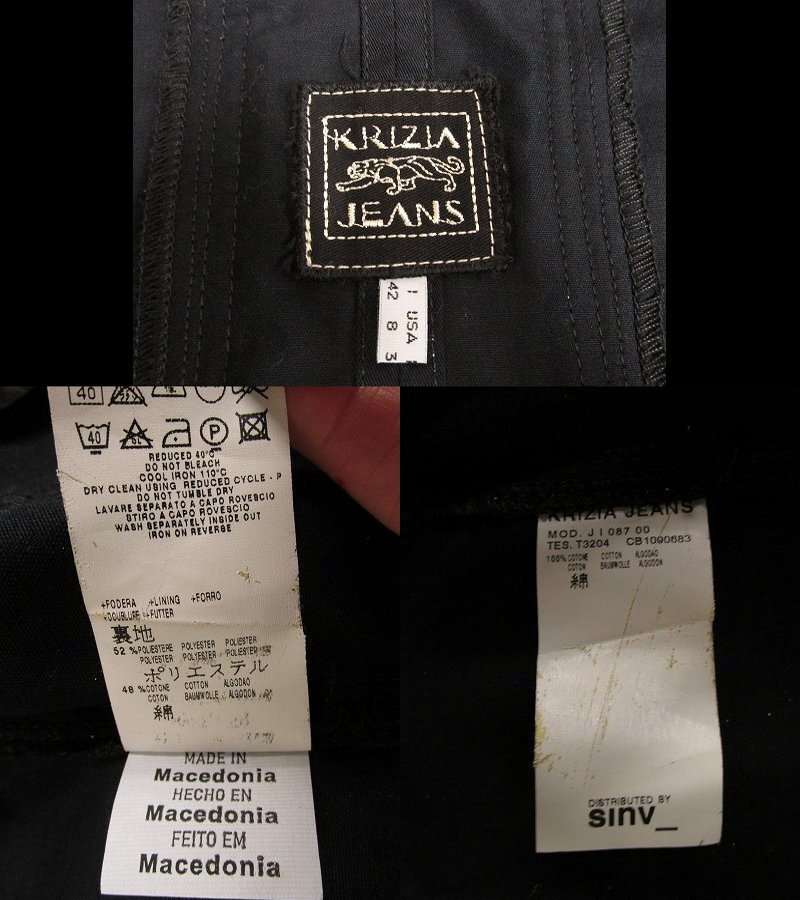 KRIZIA
JEANS
I USA
42 8 3
40
40
CL
P
REDUCED 40°C
DO NOT BLEACH
COOL IRON 110°C
DRY CLEAN USING REDUCED CYCLE - P
DO NOT TUMBLE DRY
LAVARE SEPARATO A CAPO ROVESCIO
STIRO A CAPO ROVESCIO
WASH SEPARATELY INSIDE OUT
IRON ON REVERSE
+FODERA +LINING +FORRO
+DOUBLURE +FUTTER
裏地
52 %POLIESTERE POLYESTER POLIESTER
POLYESTER POLYESTER POLYESTER
ポリエステル
48 %COTONE COTTON ALGODAO
COTON BAUMWOLLE ALGODON
綿
MADE IN
Macedonia
HECHO EN
Macedonia
FEITO EM
Macedonia
KRIZIA JEANS
MOD. J I 087 00
TES. T3204 CB1090683
100%COTONE COTTON ALGODAO
COTON BAUMWOLLE ALGODON
綿
DISTRIBUTED BY
sinv_